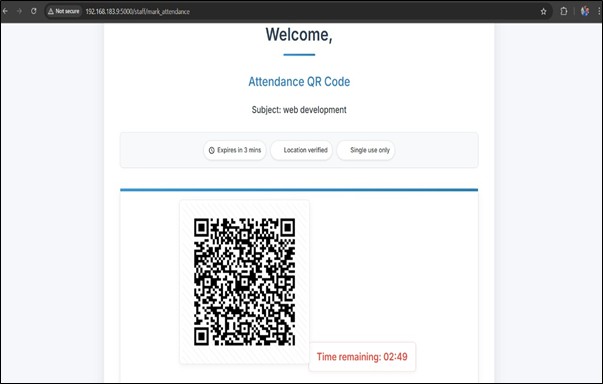 Not secure 192.168.183.9:5000/staff/mark_attendance
Welcome,
Attendance QR Code
Subject: web development
Expires in 3 mins Location verified Single use only
Time remaining: 02:49